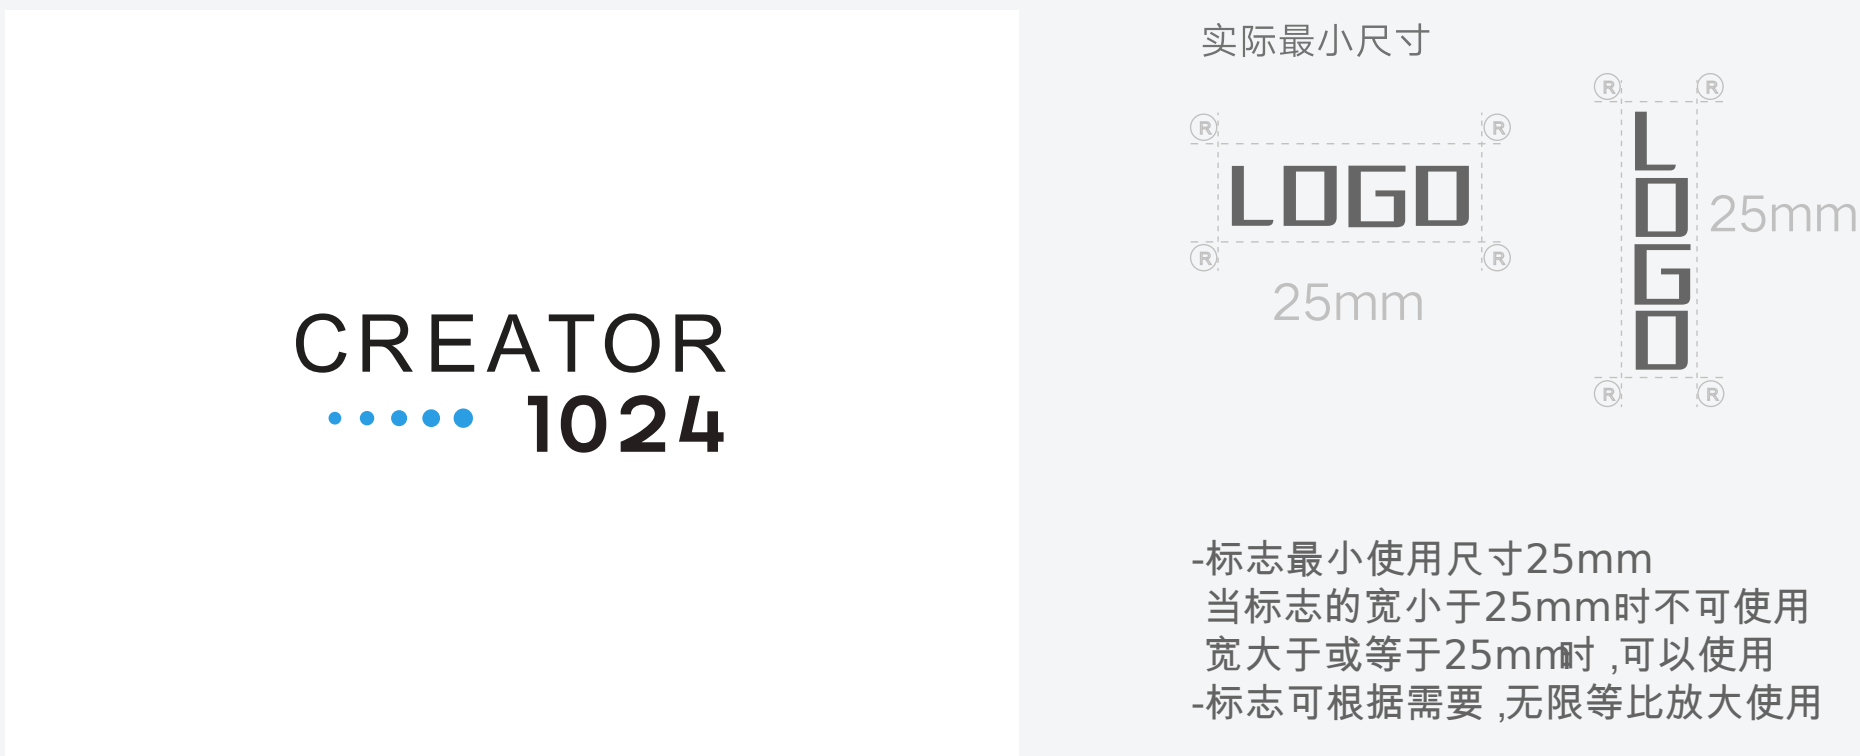 CREATOR
1024
实际最小尺寸
® ®
LOGO
® ®
25mm
® ®
LOGO
25mm
® ®
-标志最小使用尺寸25mm
当标志的宽小于25mm时不可使用
宽大于或等于25mm时 ,可以使用
-标志可根据需要 ,无限等比放大使用